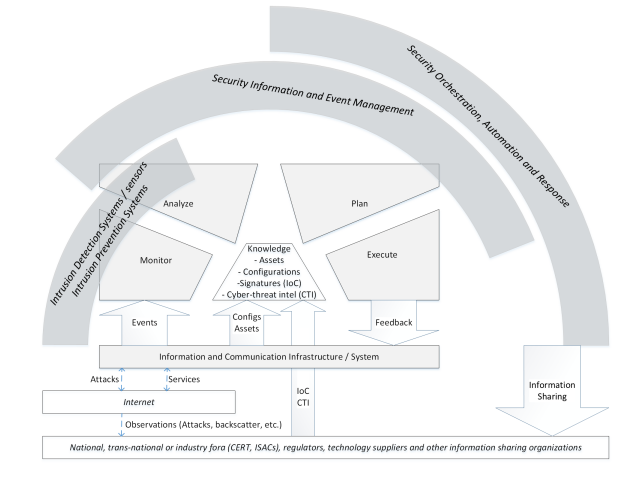 Security Orchestration, Automation and Response
Security Information and Event Management
Intrusion Detection Systems / sensors
Intrusion Prevention Systems
Analyze
Plan
Monitor
Knowledge
- Assets
- Configurations
-Signatures (IoC)
- Cyber-threat intel (CTI)
Execute
Events
Configs
Assets
Feedback
Information and Communication Infrastructure / System
Attacks
Services
Internet
IoC
CTI
Information
Sharing
Observations (Attacks, backscatter, etc.)
National, trans-national or industry fora (CERT, ISACs), regulators, technology suppliers and other information sharing organizations